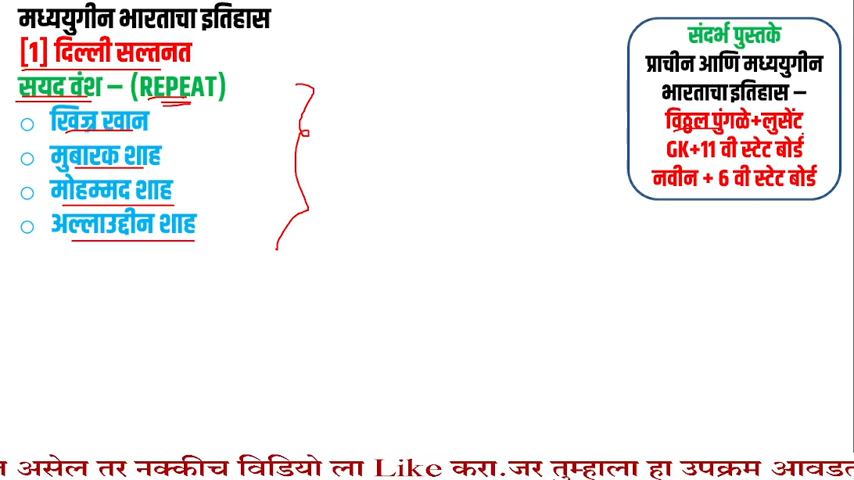 मध्ययुगीन भारताचा इतिहास
[1] दिल्ली सल्तनत
सयद वंश – (REPEAT)
खिज्र खान
मुबारक शाह
मोहम्मद शाह
अल्लाउद्दीन शाह
संदर्भ पुस्तके
प्राचीन आणि मध्ययुगीन
भारताचा इतिहास –
विठ्ठल पुंगळे+लुसेंट
GK+11 वी स्टेट बोर्ड
नवीन + 6 वी स्टेट बोर्ड
असेल तर नक्कीच विडियो ला Like करा.जर तुम्हाला हा उपक्रम